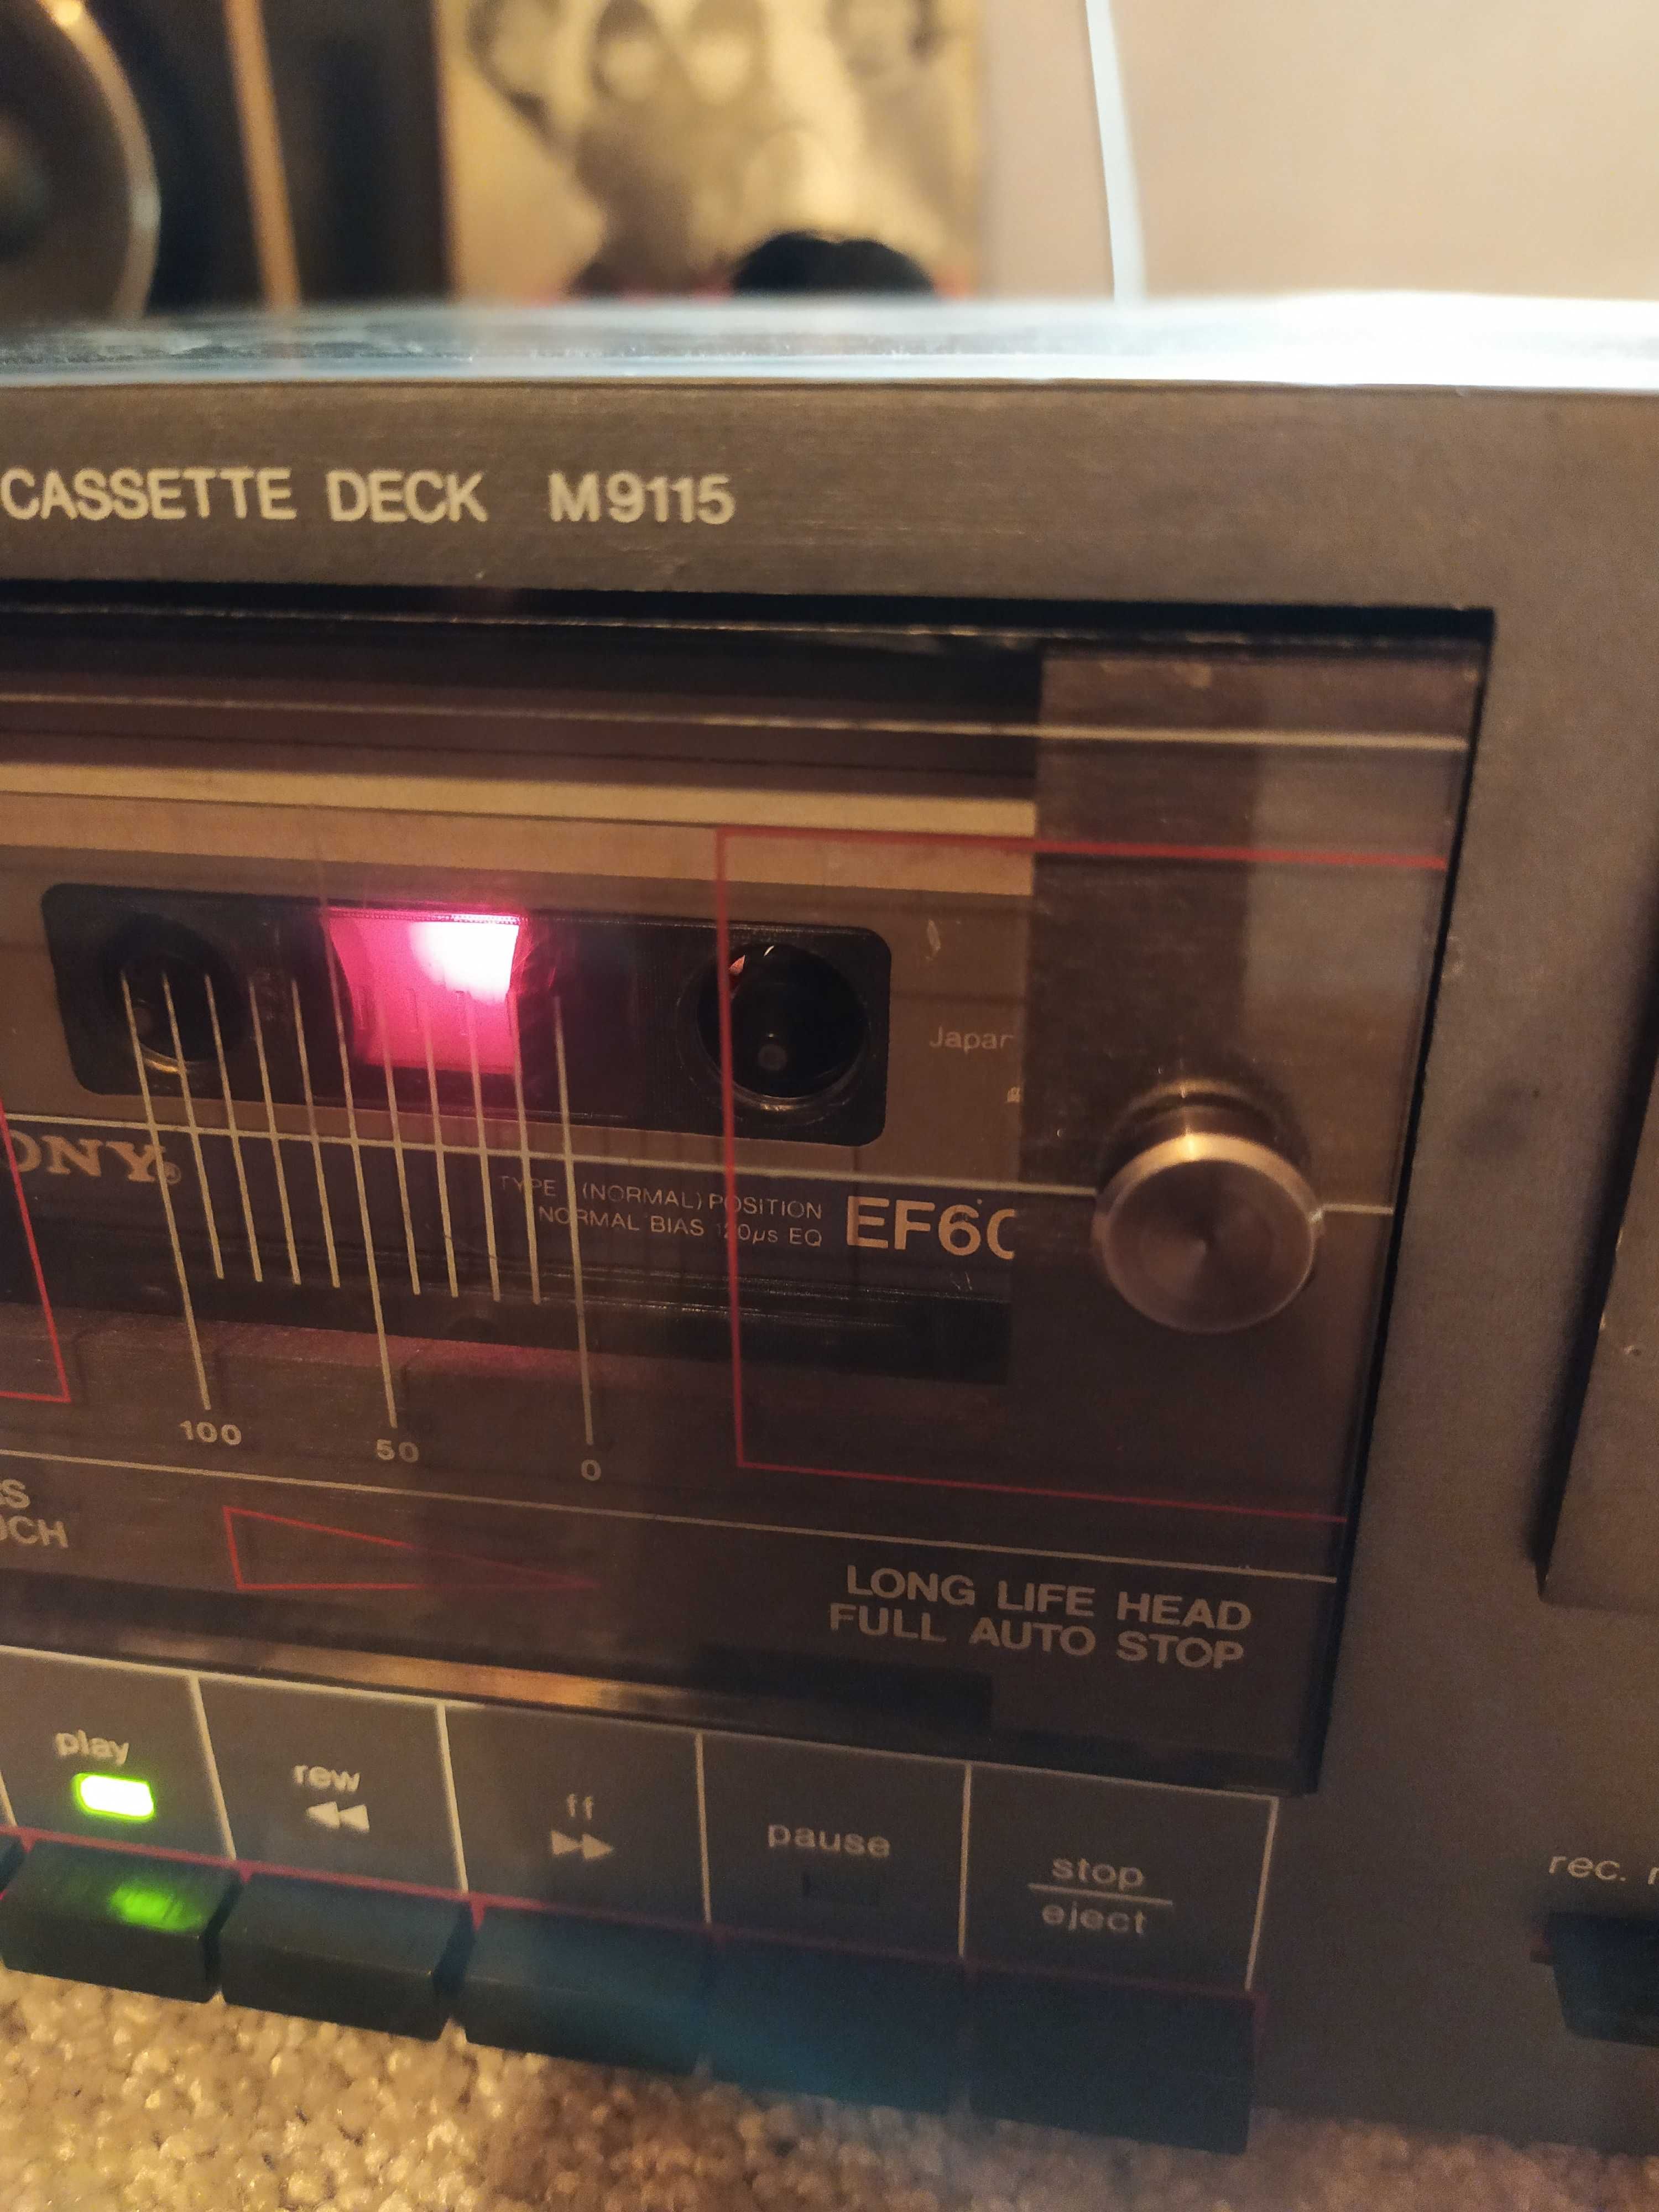 CASSETTE DECK M9115
Japan
ONY®
TYPE I (NORMAL) POSITION
NORMAL BIAS 120µs EQ
EF60
100
50
0
OCH
LONG LIFE HEAD
FULL AUTO STOP
play
rew
ff
pause
stop
eject
rec.